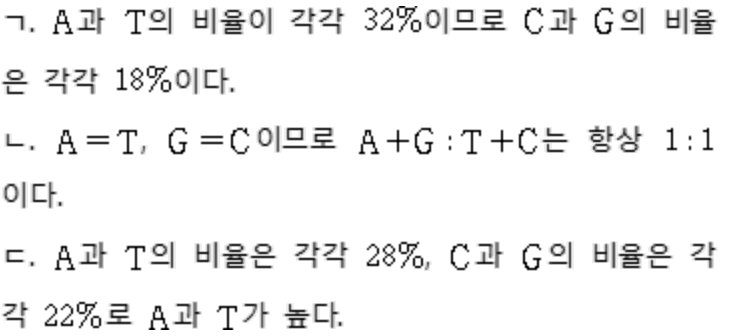 ㄱ. A과 T의 비율이 각각 32%이므로 C과 G의 비율
은 각각 18%이다.
ㄴ. A=T, G=C이므로 A+G:T+C는 항상 1:1
이다.
ㄷ. A과 T의 비율은 각각 28%, C과 G의 비율은 각
각 22%로 A과 T가 높다.